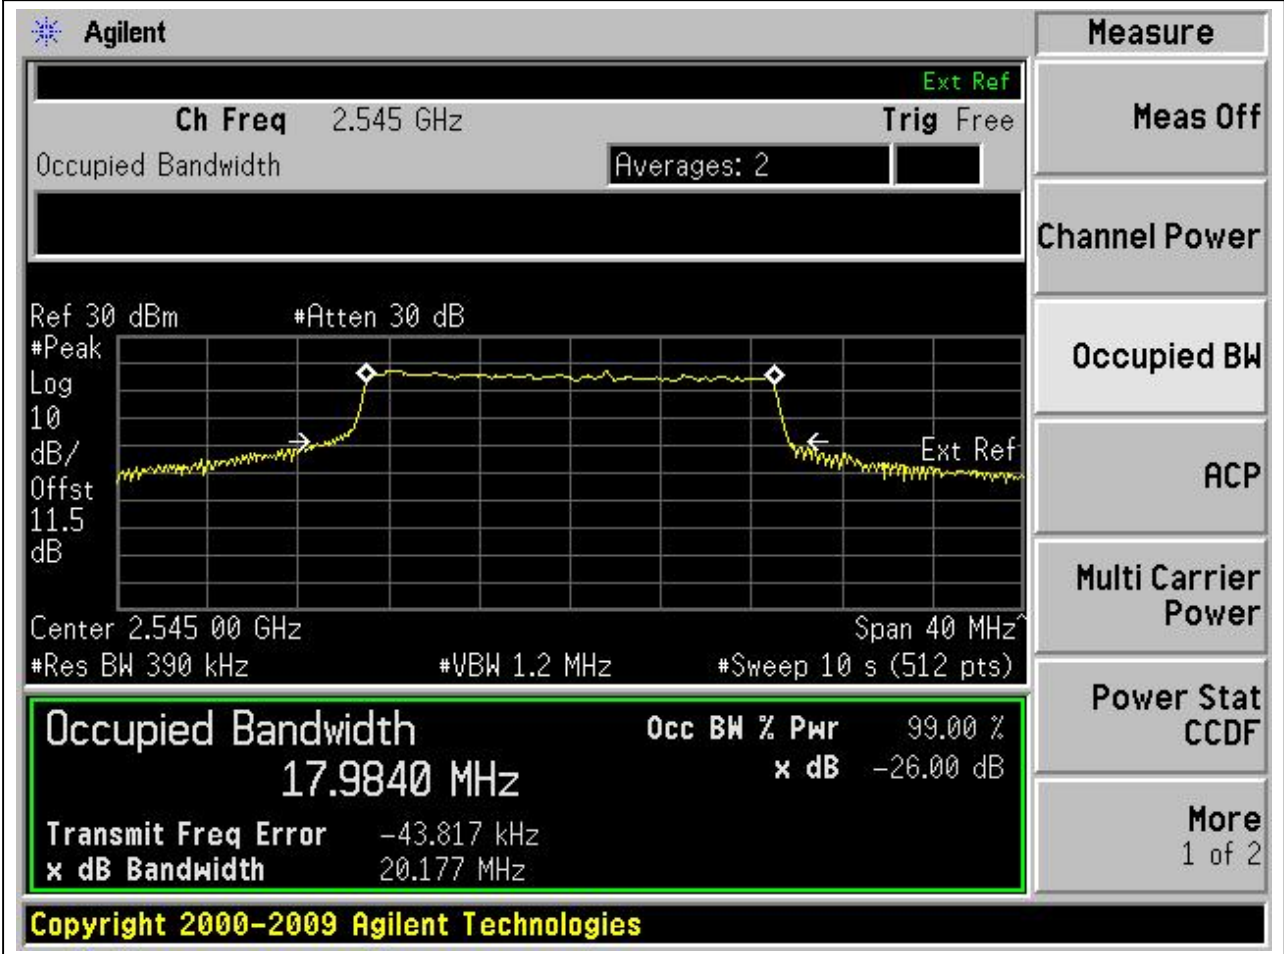 Agilent
Measure
Ext Ref
Ch Freq 2.545 GHz Trig Free
Meas Off
Occupied Bandwidth Averages: 2
Channel Power
Ref 30 dBm #Atten 30 dB
#Peak
Log
10
dB/
Offst
11.5
dB
Ext Ref
Occupied BW
ACP
Center 2.545 00 GHz Span 40 MHz^
#Res BW 390 kHz #VBW 1.2 MHz #Sweep 10 s (512 pts)
Multi Carrier
Power
Occupied Bandwidth Occ BW % Pwr 99.00 %
17.9840 MHz x dB -26.00 dB
Transmit Freq Error -43.817 kHz
x dB Bandwidth 20.177 MHz
Power Stat
CCDF
More
1 of 2
Copyright 2000-2009 Agilent Technologies